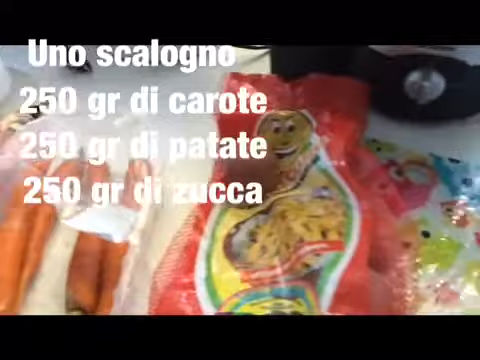 Uno scalogno
250 gr di carote
250 gr di patate
250 gr di zucca